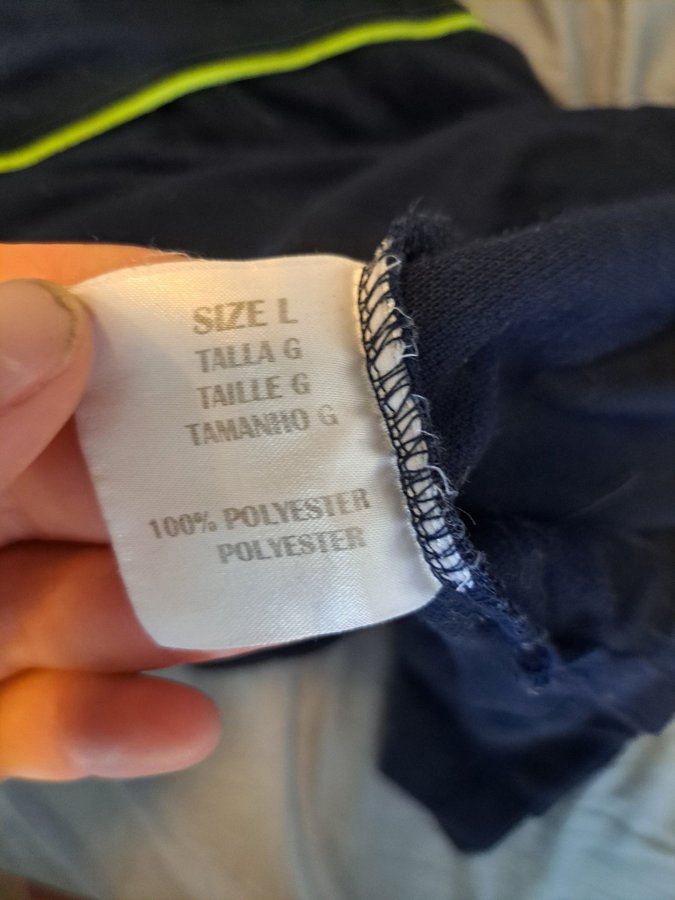 SIZE L
TALLA G
TAILLE G
TAMANHO G
100% POLYESTER
POLYESTER